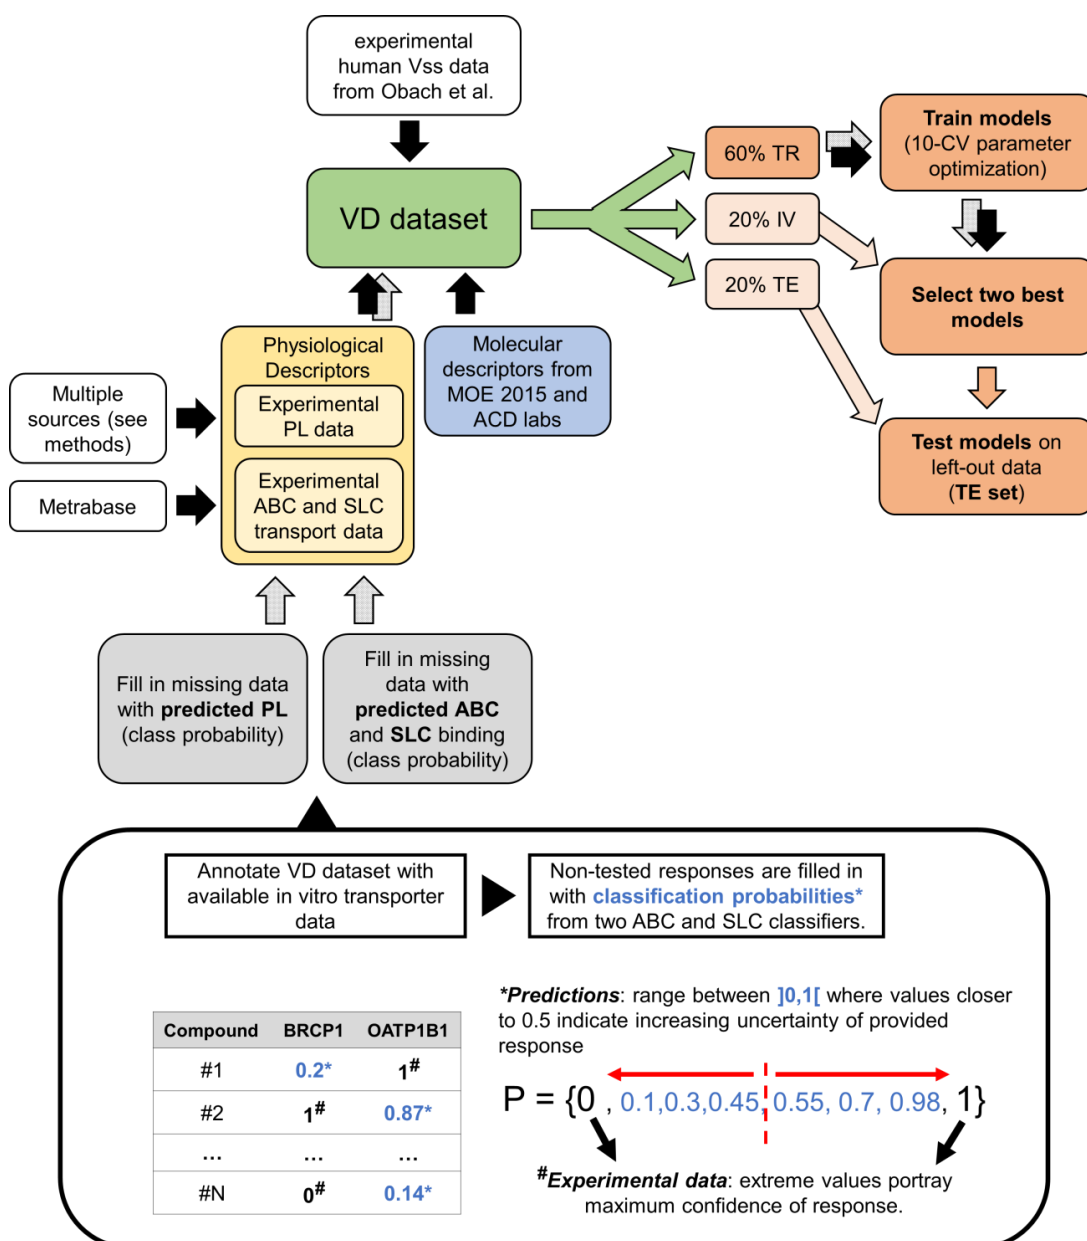 experimental
human Vss data
from Obach et al.
VD dataset
60% TR
20% IV
20% TE
Train models
(10-CV parameter
optimization)
Select two best
models
Test models on
left-out data
(TE set)
Physiological
Descriptors
Experimental
PL data
Experimental
ABC and SLC
transport data
Molecular
descriptors from
MOE 2015 and
ACD labs
Multiple
sources (see
methods)
Metrabase
Fill in missing data
with predicted PL
(class probability)
Fill in missing
data with
predicted ABC
and SLC binding
(class probability)
Annotate VD dataset with
available in vitro transporter
data
Non-tested responses are filled in
with classification probabilities*
from two ABC and SLC classifiers.
*Predictions: range between ]0,1[ where values closer
to 0.5 indicate increasing uncertainty of provided
response
Compound BRCP1 OATP1B1
#1 0.2* 1#
#2 1# 0.87*
... ... ...
#N 0# 0.14*
P = {0 , 0.1,0.3,0.45, 0.55, 0.7, 0.98, 1}
#Experimental data: extreme values portray
maximum confidence of response.